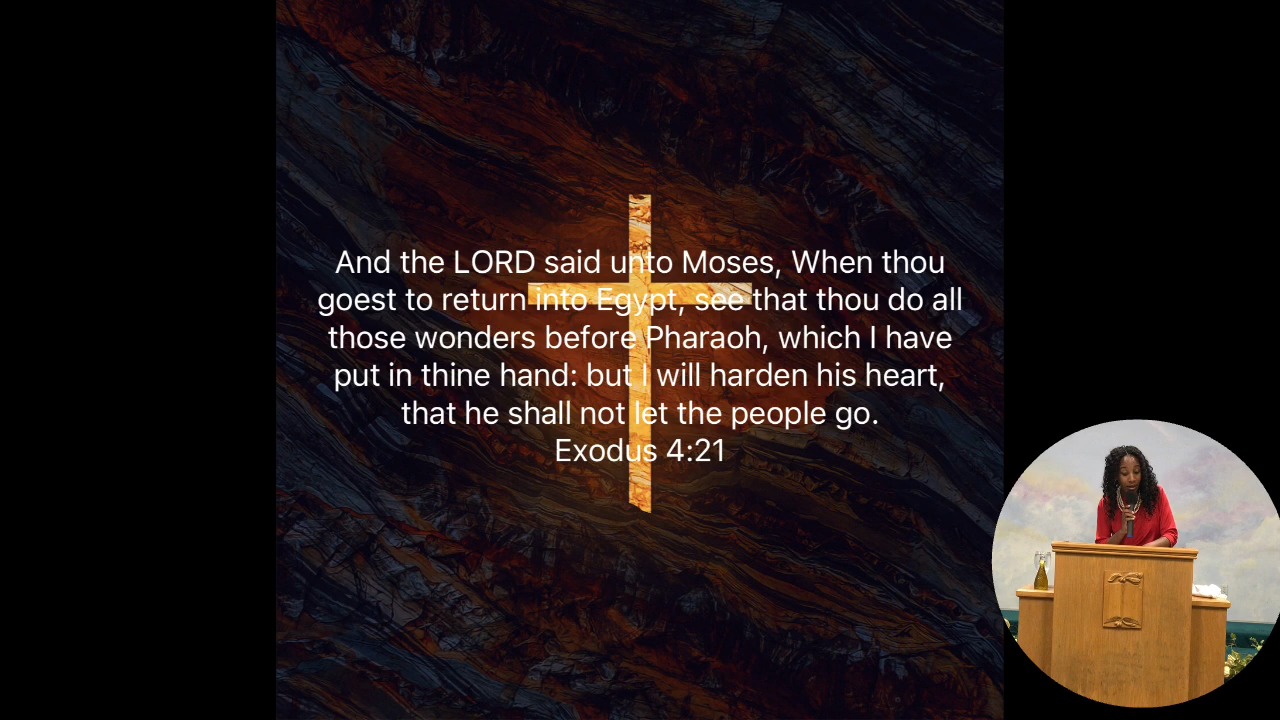 And the LORD said unto Moses, When thou
goest to return into Egypt, see that thou do all
those wonders before Pharaoh, which I have
put in thine hand: but I will harden his heart,
that he shall not let the people go.
Exodus 4:21